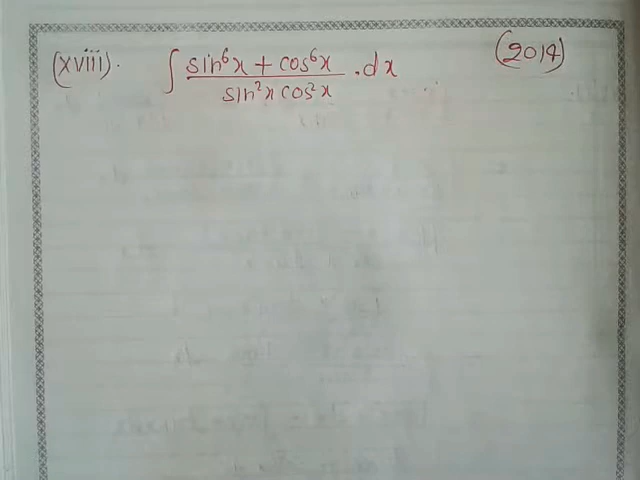 (xviii). ∫ sin⁶x + cos⁶x / sin²x cos²x . dx (2014)